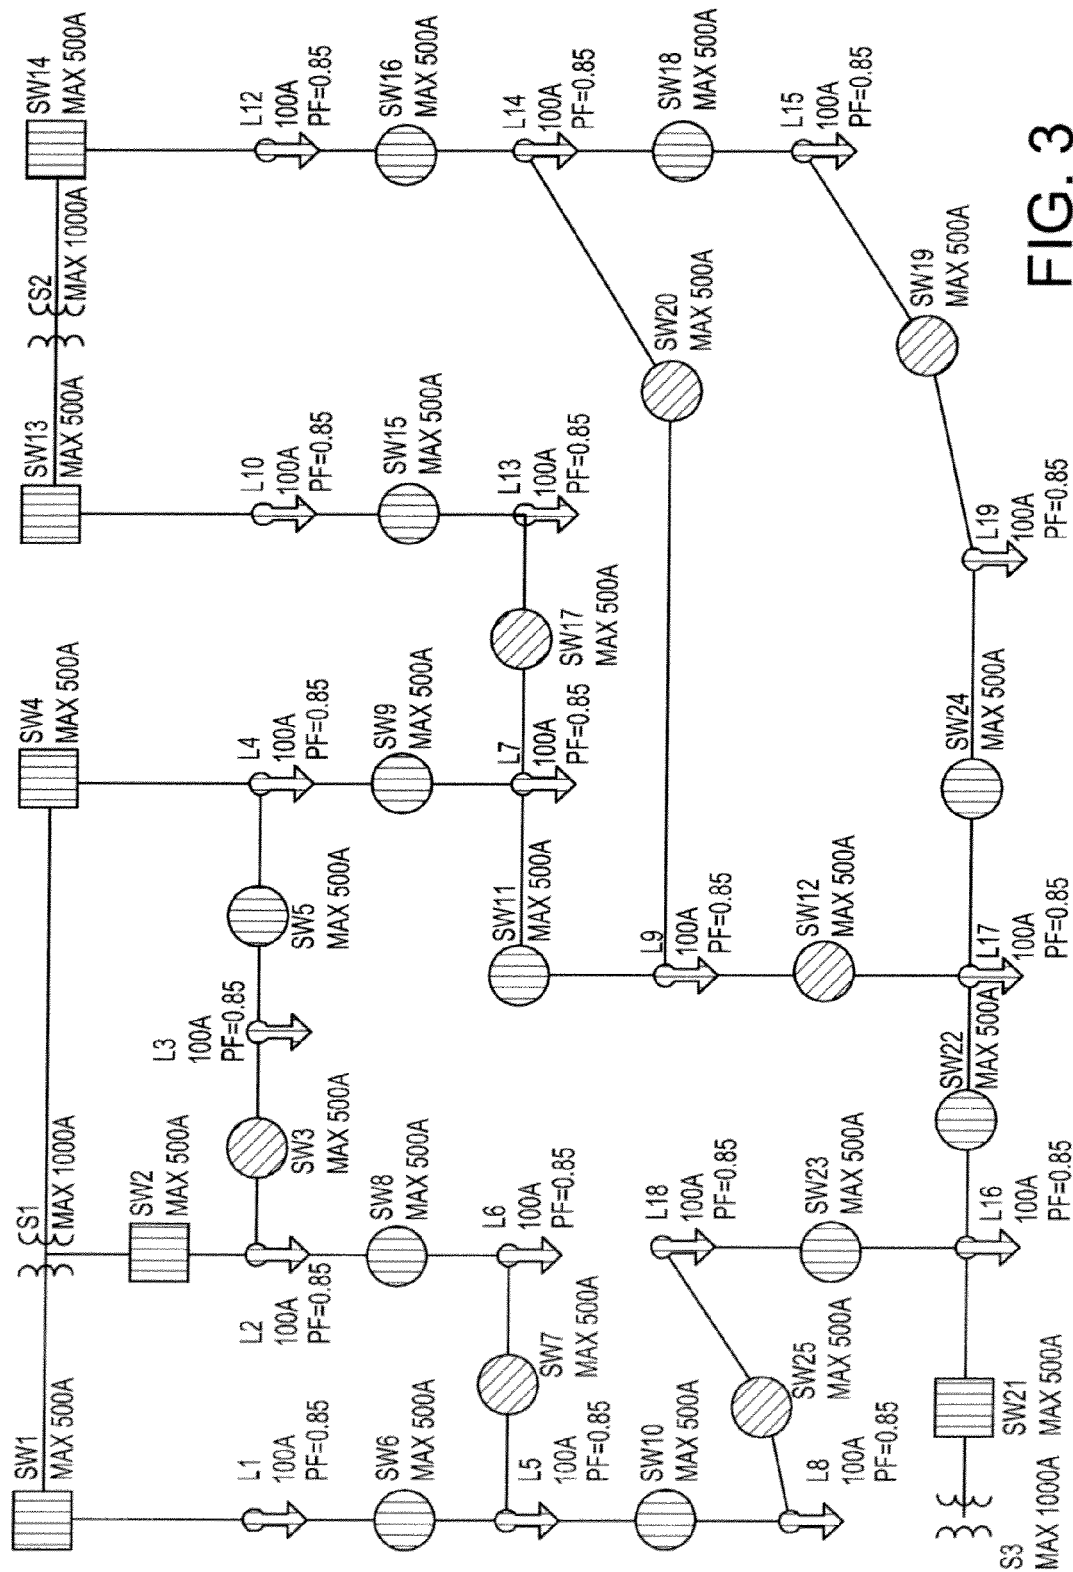 SW1
MAX 500A
S1
MAX 1000A
SW4
MAX 500A
SW13
MAX 500A
S2
MAX 1000A
SW14
MAX 500A
SW2
MAX 500A
L3
100A
PF=0.85
L1
100A
PF=0.85
L2
100A
PF=0.85
SW3
MAX 500A
SW5
MAX 500A
L4
100A
PF=0.85
L10
100A
PF=0.85
L12
100A
PF=0.85
SW6
MAX 500A
SW8
MAX 500A
SW9
MAX 500A
SW15
MAX 500A
SW16
MAX 500A
L5
100A
PF=0.85
SW7
MAX 500A
L6
100A
PF=0.85
SW11
MAX 500A
L7
100A
PF=0.85
SW17
MAX 500A
L13
100A
PF=0.85
L14
100A
PF=0.85
SW10
MAX 500A
L18
100A
PF=0.85
L9
100A
PF=0.85
SW20
MAX 500A
SW18
MAX 500A
L8
100A
PF=0.85
SW25
MAX 500A
SW23
MAX 500A
SW12
MAX 500A
L15
100A
PF=0.85
SW19
MAX 500A
S3
MAX 1000A
SW21
MAX 500A
L16
100A
PF=0.85
SW22
MAX 500A
L17
100A
PF=0.85
SW24
MAX 500A
L19
100A
PF=0.85
FIG. 3